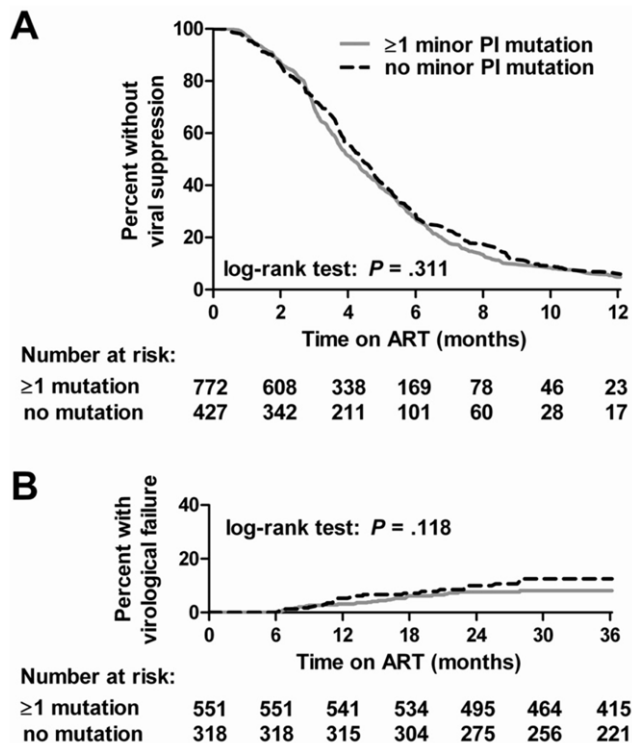 A
100
80
60
40
20
0
Percent without
viral suppression
≥1 minor PI mutation
no minor PI mutation
log-rank test: P = .311
0 2 4 6 8 10 12
Time on ART (months)
Number at risk:
≥1 mutation 772 608 338 169 78 46 23
no mutation 427 342 211 101 60 28 17
B
40
20
0
Percent with
virological failure
log-rank test: P = .118
0 6 12 18 24 30 36
Time on ART (months)
Number at risk:
≥1 mutation 551 551 541 534 495 464 415
no mutation 318 318 315 304 275 256 221